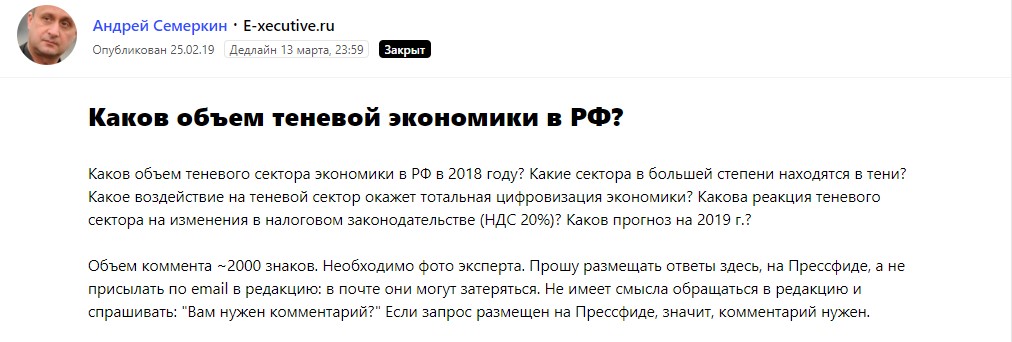 Андрей Семеркин · E-xecutive.ru
Опубликован 25.02.19 Дедлайн 13 марта, 23:59 Закрыт
Каков объем теневой экономики в РФ?
Каков объем теневого сектора экономики в РФ в 2018 году? Какие сектора в большей степени находятся в тени?
Какое воздействие на теневой сектор окажет тотальная цифровизация экономики? Какова реакция теневого
сектора на изменения в налоговом законодательстве (НДС 20%)? Каков прогноз на 2019 г.?
Объем коммента ~2000 знаков. Необходимо фото эксперта. Прошу размещать ответы здесь, на Прессфиде, а не
присылать по email в редакцию: в почте они могут затеряться. Не имеет смысла обращаться в редакцию и
спрашивать: "Вам нужен комментарий?" Если запрос размещен на Прессфиде, значит, комментарий нужен.